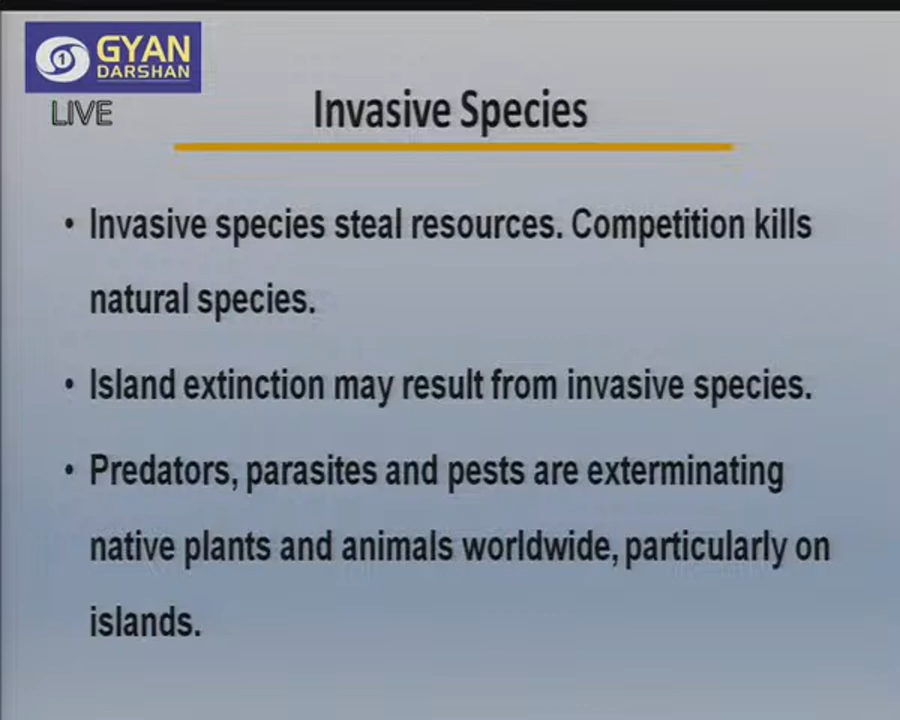 GYAN
DARSHAN
LIVE
Invasive Species
• Invasive species steal resources. Competition kills
natural species.
• Island extinction may result from invasive species.
• Predators, parasites and pests are exterminating
native plants and animals worldwide, particularly on
islands.